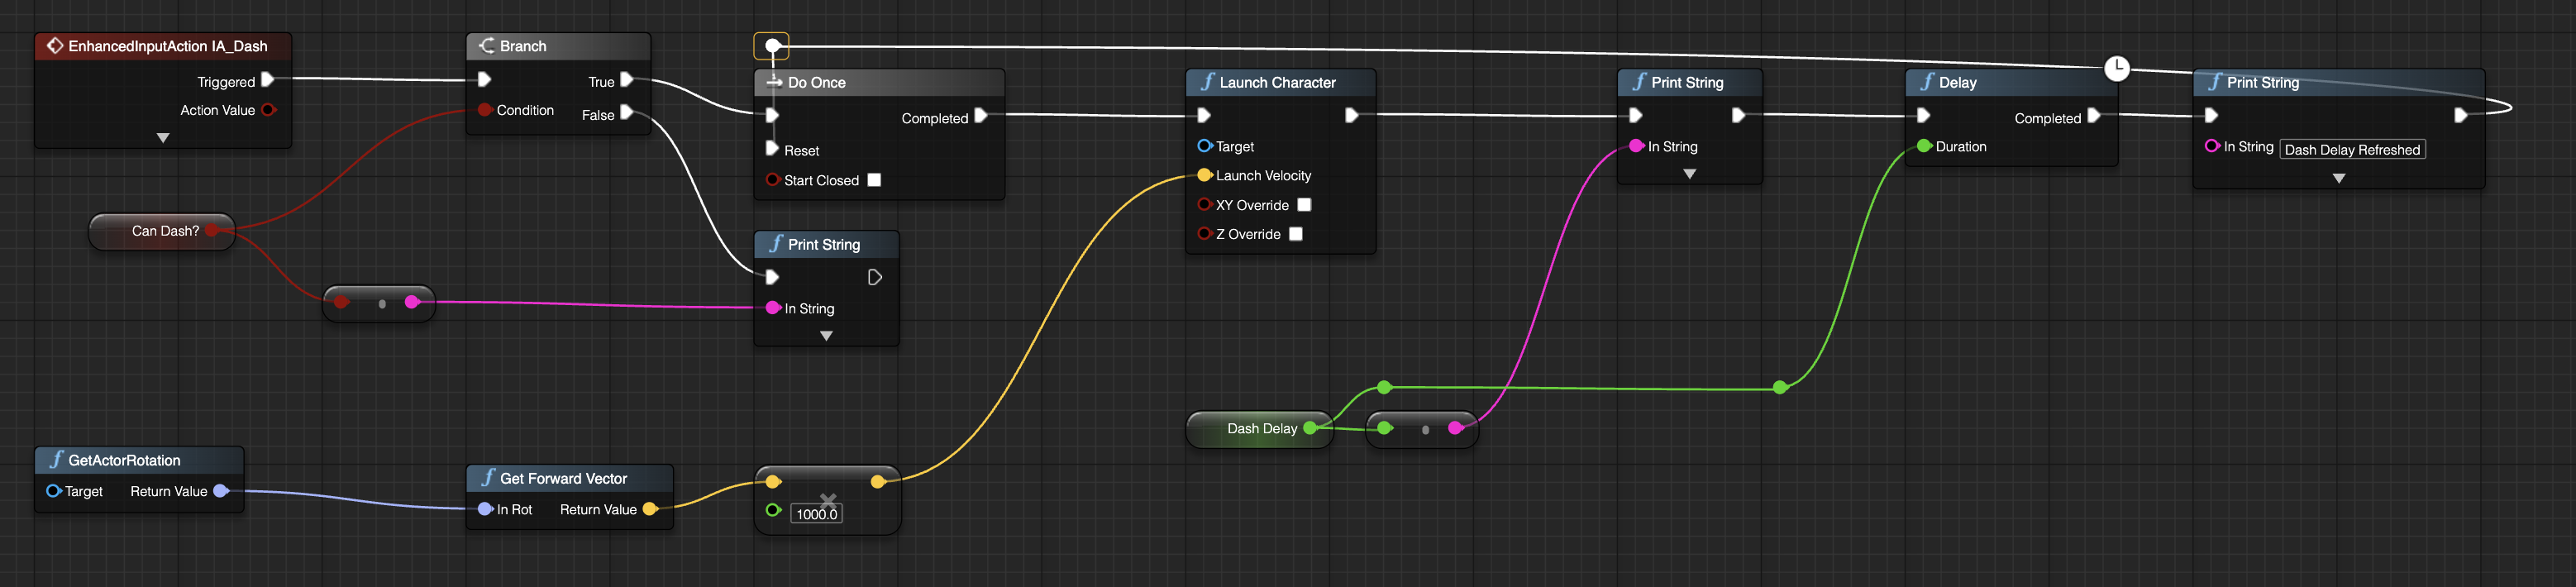 EnhancedInputAction IA_Dash
Triggered
Action Value
Branch
True
Condition
False
Do Once
Completed
Reset
Start Closed
Launch Character
Target
Launch Velocity
XY Override
Z Override
Print String
In String
Delay
Completed
Duration
Print String
In String Dash Delay Refreshed
Can Dash?
Print String
In String
Dash Delay
GetActorRotation
Target Return Value
Get Forward Vector
In Rot Return Value
1000.0